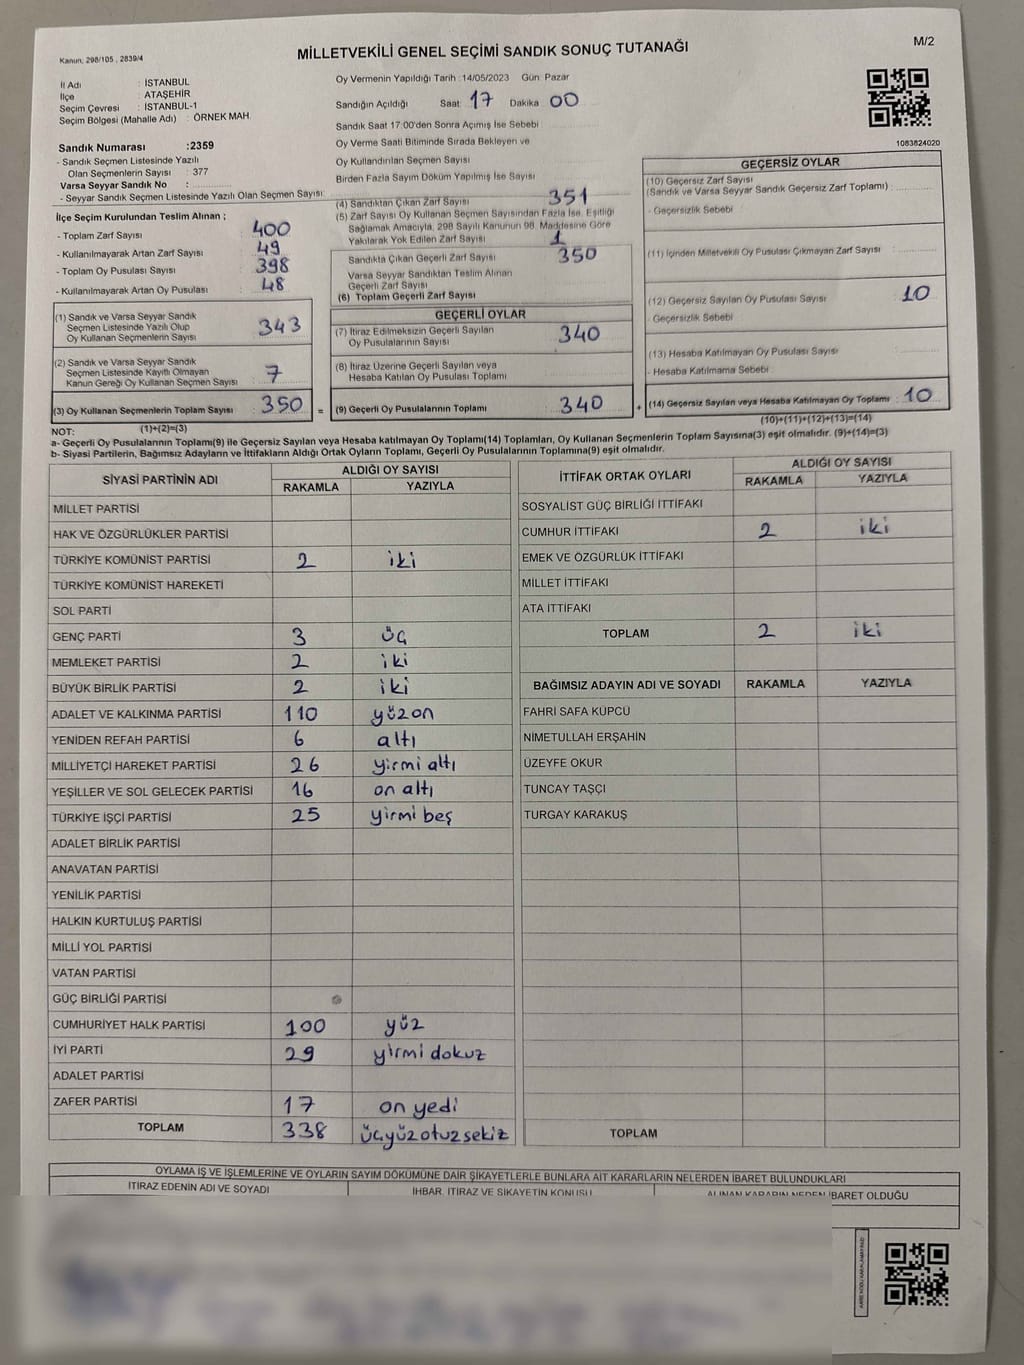 Kanun, 298/105 , 2839/4
MİLLETVEKİLİ GENEL SEÇİMİ SANDIK SONUÇ TUTANAĞI
M/2
İl Adı : İSTANBUL
İlçe : ATAŞEHİR
Seçim Çevresi : İSTANBUL-1
Seçim Bölgesi (Mahalle Adı) : ÖRNEK MAH.
Sandık Numarası :2359
- Sandık Seçmen Listesinde Yazılı
Olan Seçmenlerin Sayısı : 377
Varsa Seyyar Sandık No :
- Seyyar Sandık Seçmen Listesinde Yazılı Olan Seçmen Sayısı:
Oy Vermenin Yapıldığı Tarih : 14/05/2023 Gün: Pazar
Sandığın Açıldığı Saat: 17 Dakika 00
Sandık Saat 17:00'den Sonra Açımış İse Sebebi
Oy Verme Saati Bitiminde Sırada Bekleyen ve
Oy Kullandırılan Seçmen Sayısı
Birden Fazla Sayım Döküm Yapılmış İse Sayısı
1083824020
İlçe Seçim Kurulundan Teslim Alınan ;
- Toplam Zarf Sayısı : 400
- Kullanılmayarak Artan Zarf Sayısı : 49
- Toplam Oy Pusulası Sayısı : 398
- Kullanılmayarak Artan Oy Pusulası : 48
(1) Sandık ve Varsa Seyyar Sandık
Seçmen Listesinde Yazılı Olup
Oy Kullanan Seçmenlerin Sayısı : 343
(2) Sandık ve Varsa Seyyar Sandık
Seçmen Listesinde Kayıtlı Olmayan
Kanun Gereği Oy Kullanan Seçmen Sayısı : 7
(3) Oy Kullanan Seçmenlerin Toplam Sayısı : 350 =
(1)+(2)=(3)
(4) Sandıktan Çıkan Zarf Sayısı 351
(5) Zarf Sayısı Oy Kullanan Seçmen Sayısından Fazla İse, Eşitliği
Sağlamak Amacıyla, 298 Sayılı Kanunun 98. Maddesine Göre
Yakılarak Yok Edilen Zarf Sayısı 1
Sandıkta Çıkan Geçerli Zarf Sayısı 350
Varsa Seyyar Sandıktan Teslim Alınan
Geçerli Zarf Sayısı
(6) Toplam Geçerli Zarf Sayısı
GEÇERLİ OYLAR
(7) İtiraz Edilmeksizin Geçerli Sayılan
Oy Pusulalarının Sayısı : 340
(8) İtiraz Üzerine Geçerli Sayılan veya
Hesaba Katılan Oy Pusulası Toplamı
(9) Geçerli Oy Pusulalarının Toplamı : 340 +
GEÇERSİZ OYLAR
(10) Geçersiz Zarf Sayısı
(Sandık ve Varsa Seyyar Sandık Geçersiz Zarf Toplamı) :
- Geçersizlik Sebebi :
(11) İçinden Milletvekili Oy Pusulası Çıkmayan Zarf Sayısı
(12) Geçersiz Sayılan Oy Pusulası Sayısı : 10
- Geçersizlik Sebebi :
(13) Hesaba Katılmayan Oy Pusulası Sayısı
- Hesaba Katılmama Sebebi :
(14) Geçersiz Sayılan veya Hesaba Katılmayan Oy Toplamı : 10
(10)+(11)+(12)+(13)=(14)
NOT:
a- Geçerli Oy Pusulalarının Toplamı(9) ile Geçersiz Sayılan veya Hesaba katılmayan Oy Toplamı(14) Toplamları, Oy Kullanan Seçmenlerin Toplam Sayısına(3) eşit olmalıdır. (9)+(14)=(3)
b- Siyasi Partilerin, Bağımsız Adayların ve İttifakların Aldığı Ortak Oyların Toplamı, Geçerli Oy Pusulalarının Toplamına(9) eşit olmalıdır.
SİYASİ PARTİNİN ADI ALDIĞI OY SAYISI
RAKAMLA YAZIYLA
MİLLET PARTİSİ
HAK VE ÖZGÜRLÜKLER PARTİSİ
TÜRKİYE KOMÜNİST PARTİSİ 2 iki
TÜRKİYE KOMÜNİST HAREKETİ
SOL PARTİ
GENÇ PARTİ 3 üç
MEMLEKET PARTİSİ 2 iki
BÜYÜK BİRLİK PARTİSİ 2 iki
ADALET VE KALKINMA PARTİSİ 110 yüzon
YENİDEN REFAH PARTİSİ 6 altı
MİLLİYETÇİ HAREKET PARTİSİ 26 yirmi altı
YEŞİLLER VE SOL GELECEK PARTİSİ 16 on altı
TÜRKİYE İŞÇİ PARTİSİ 25 yirmi beş
ADALET BİRLİK PARTİSİ
ANAVATAN PARTİSİ
YENİLİK PARTİSİ
HALKIN KURTULUŞ PARTİSİ
MİLLİ YOL PARTİSİ
VATAN PARTİSİ
GÜÇ BİRLİĞİ PARTİSİ
CUMHURİYET HALK PARTİSİ 100 yüz
İYİ PARTİ 29 yirmi dokuz
ADALET PARTİSİ
ZAFER PARTİSİ 17 on yedi
TOPLAM 338 üçyüzotuzsekiz
İTTİFAK ORTAK OYLARI ALDIĞI OY SAYISI
RAKAMLA YAZIYLA
SOSYALİST GÜÇ BİRLİĞİ İTTİFAKI
CUMHUR İTTİFAKI 2 iki
EMEK VE ÖZGÜRLÜK İTTİFAKI
MİLLET İTTİFAKI
ATA İTTİFAKI
TOPLAM 2 iki
BAĞIMSIZ ADAYIN ADI VE SOYADI RAKAMLA YAZIYLA
FAHRİ SAFA KÜPCÜ
NİMETULLAH ERŞAHİN
ÜZEYFE OKUR
TUNCAY TAŞÇI
TURGAY KARAKUŞ
TOPLAM
OYLAMA İŞ VE İŞLEMLERİNE VE OYLARIN SAYIM DÖKÜMÜNE DAİR ŞİKAYETLERLE BUNLARA AİT KARARLARIN NELERDEN İBARET BULUNDUKLARI
İTİRAZ EDENİN ADI VE SOYADI İHBAR, İTİRAZ VE ŞİKAYETİN KONUSU ALINAN KARARIN NEDEN İBARET OLDUĞU